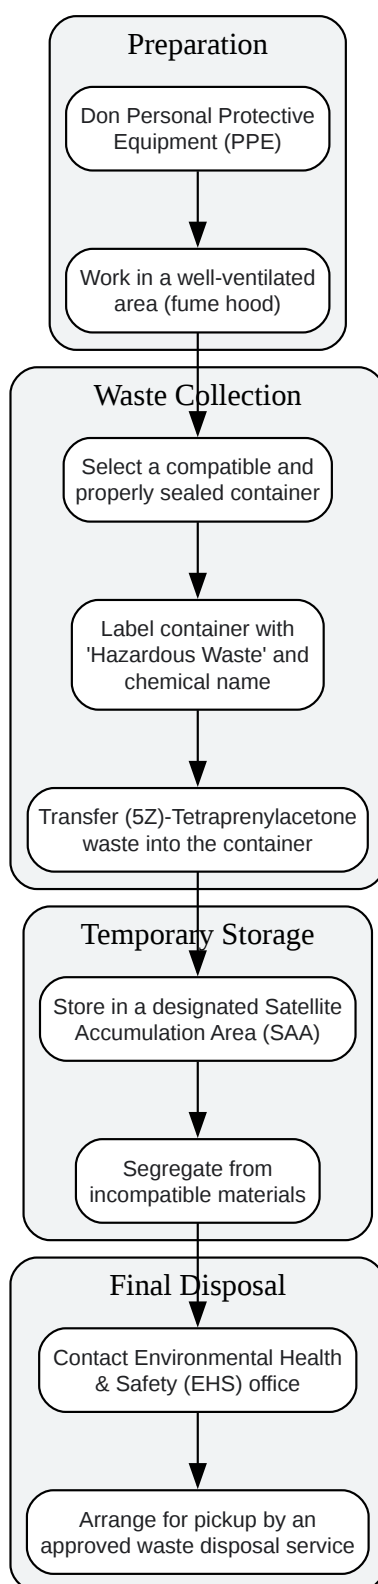 Preparation
Don Personal Protective
Equipment (PPE)
Work in a well-ventilated
area (fume hood)
Waste Collection
Select a compatible and
properly sealed container
Label container with
'Hazardous Waste' and
chemical name
Transfer (5Z)-Tetraprenylacetone
waste into the container
Temporary Storage
Store in a designated Satellite
Accumulation Area (SAA)
Segregate from
incompatible materials
Final Disposal
Contact Environmental Health
& Safety (EHS) office
Arrange for pickup by an
approved waste disposal service